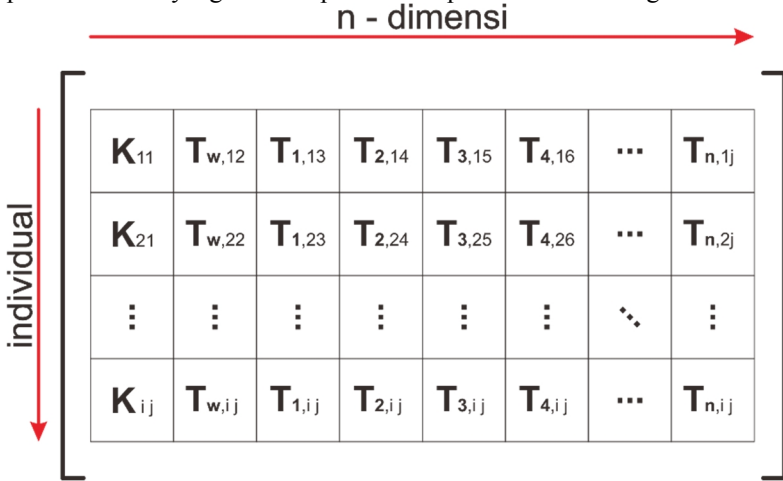 n - dimensi
individual
K11 Tw,12 T1,13 T2,14 T3,15 T4,16 ... Tn,1j
K21 Tw,22 T1,23 T2,24 T3,25 T4,26 ... Tn,2j
⋮ ⋮ ⋮ ⋮ ⋮ ⋮ ⋱ ⋮
Kij Tw,ij T1,ij T2,ij T3,ij T4,ij ... Tn,ij